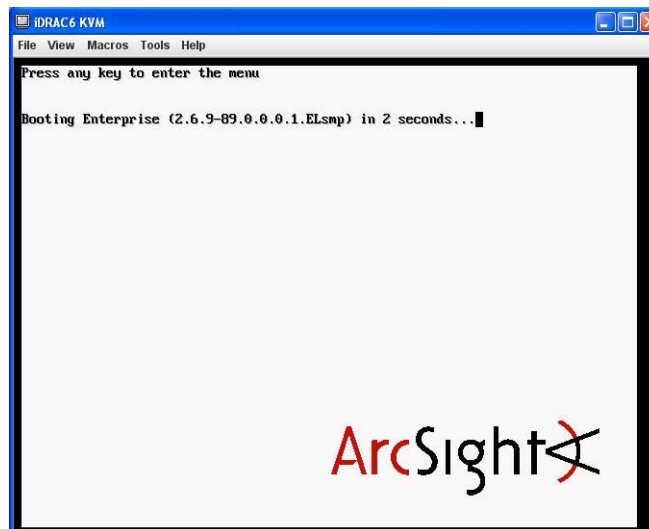 iDRAC6 KVM
File View Macros Tools Help
Press any key to enter the menu
Booting Enterprise (2.6.9-89.0.0.0.1.ELsmp) in 2 seconds...
ArcSight